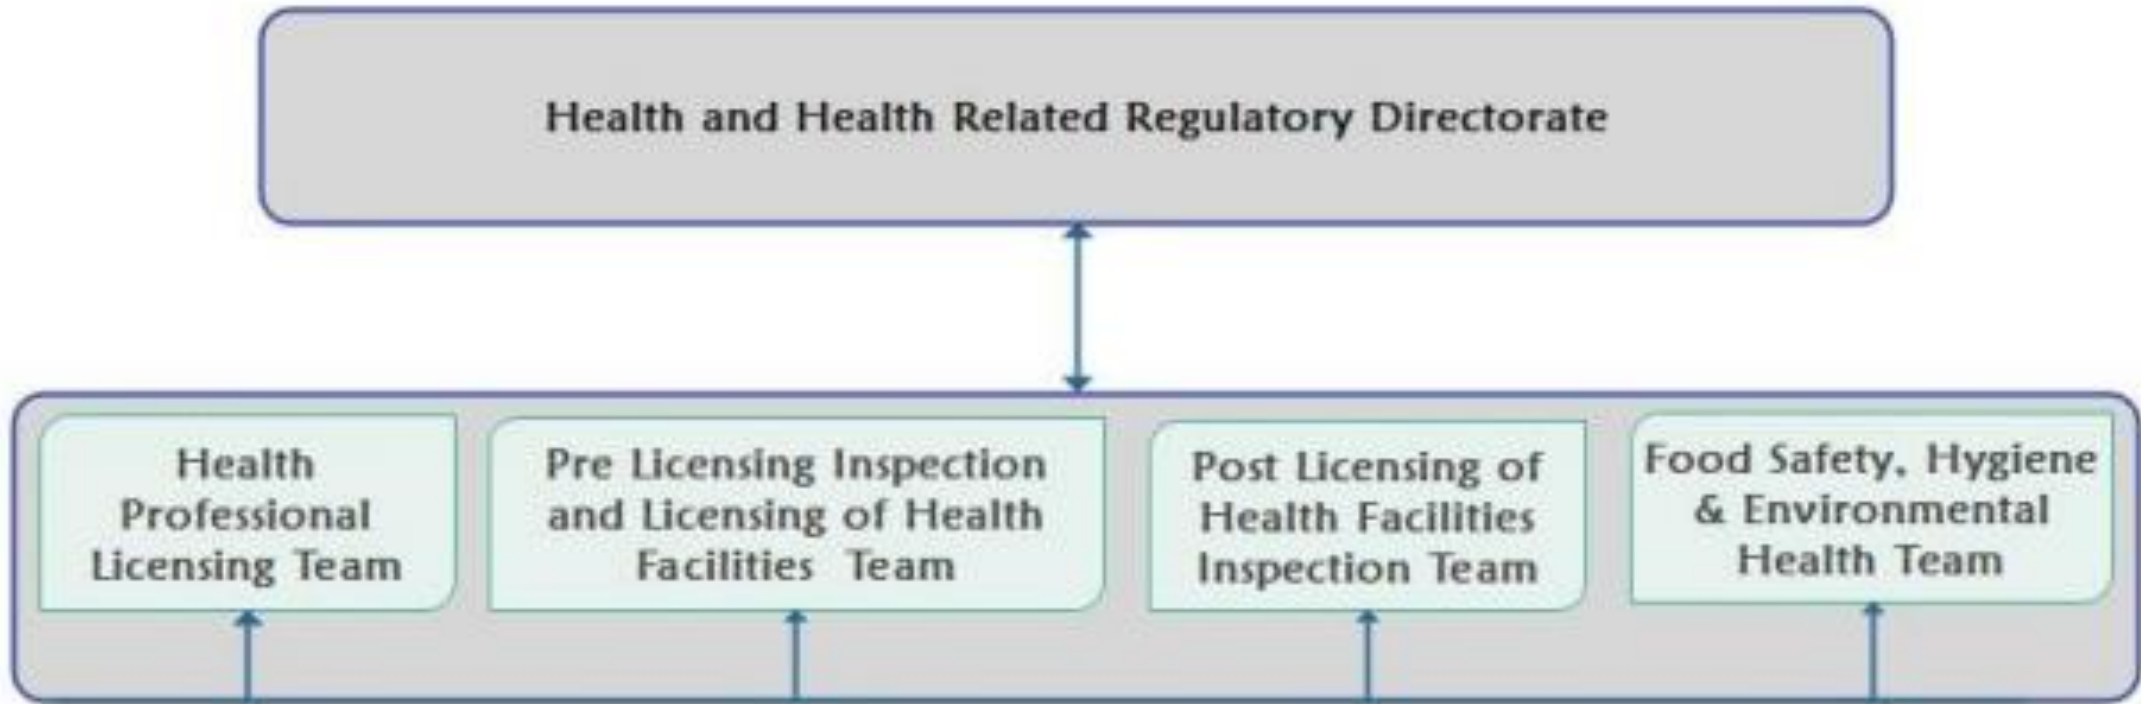 Health and Health Related Regulatory Directorate
Health
Professional
Licensing Team
Pre Licensing Inspection
and Licensing of Health
Facilities Team
Post Licensing of
Health Facilities
Inspection Team
Food Safety, Hygiene
& Environmental
Health Team